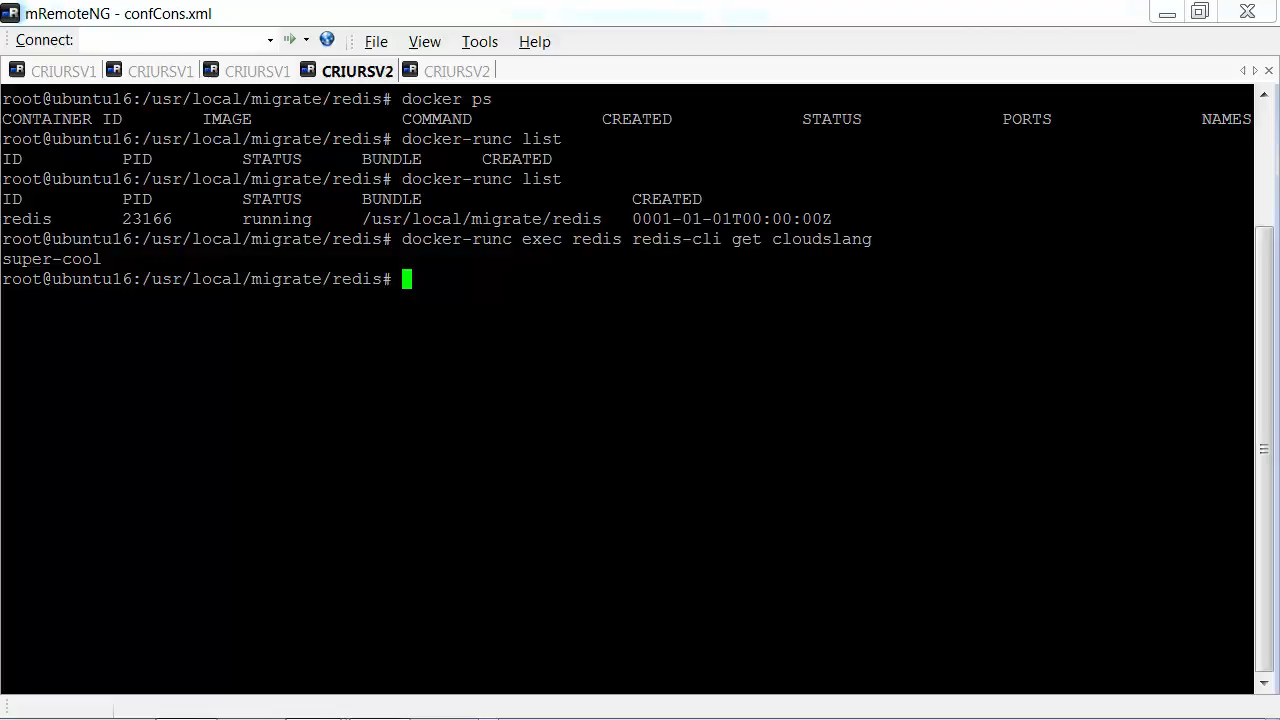 mRemoteNG - confCons.xml
Connect: File View Tools Help
CRIURSV1 CRIURSV1 CRIURSV1 CRIURSV2 CRIURSV2
root@ubuntu16:/usr/local/migrate/redis# docker ps
CONTAINER ID IMAGE COMMAND CREATED STATUS PORTS NAMES
root@ubuntu16:/usr/local/migrate/redis# docker-runc list
ID PID STATUS BUNDLE CREATED
root@ubuntu16:/usr/local/migrate/redis# docker-runc list
ID PID STATUS BUNDLE CREATED
redis 23166 running /usr/local/migrate/redis 0001-01-01T00:00:00Z
root@ubuntu16:/usr/local/migrate/redis# docker-runc exec redis redis-cli get cloudslang
super-cool
root@ubuntu16:/usr/local/migrate/redis#